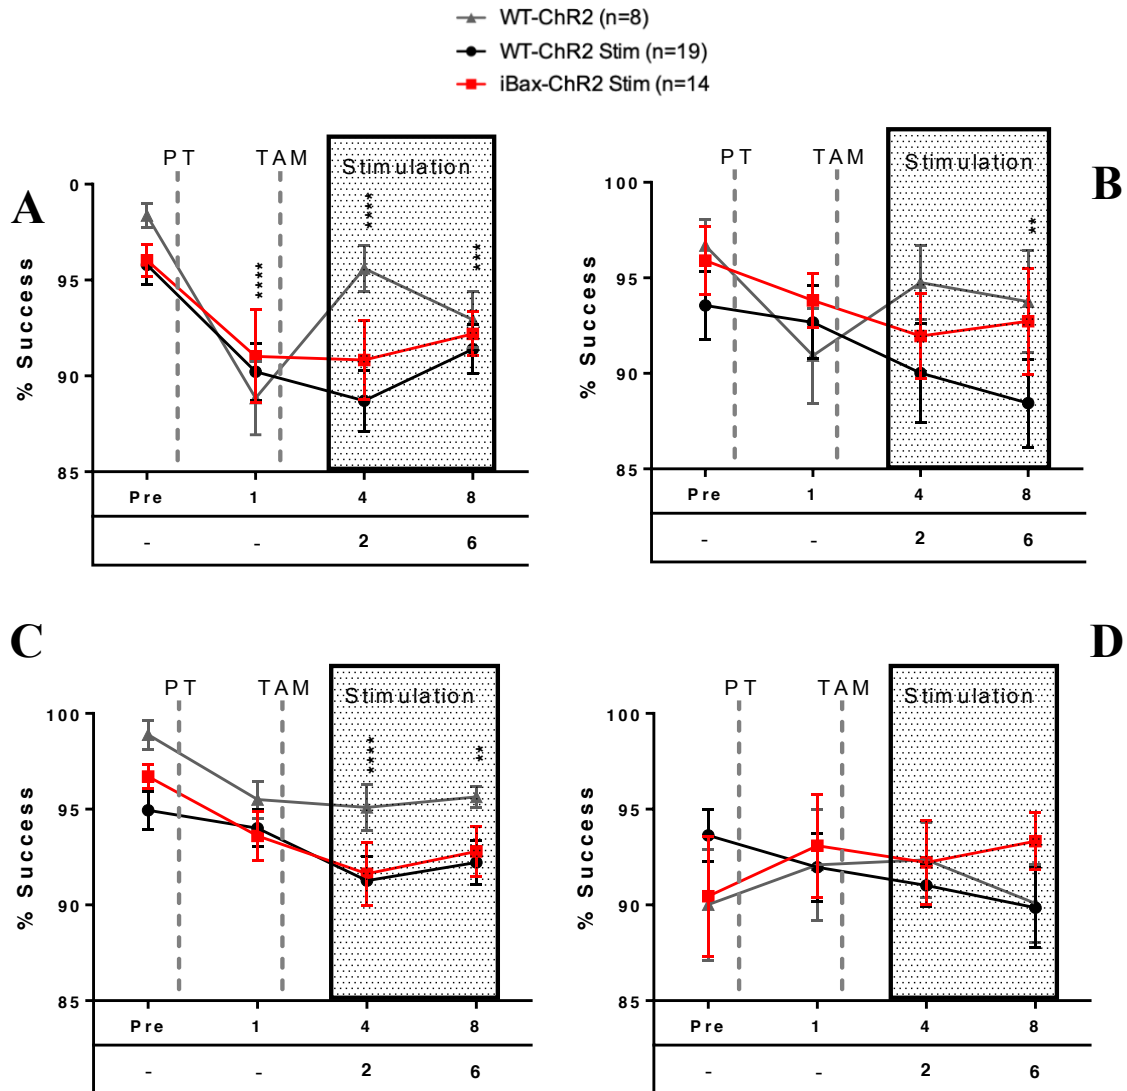 WT-ChR2 (n=8)
WT-ChR2 Stim (n=19)
iBax-ChR2 Stim (n=14
A
PT TAM Stimulation
% Success
0
95
90
85
****
****
***
Pre 1 4 8
- - 2 6
B
PT TAM Stimulation
% Success
100
95
90
85
**
Pre 1 4 8
- - 2 6
C
PT TAM Stimulation
% Success
100
95
90
85
****
**
Pre 1 4 8
- - 2 6
D
PT TAM Stimulation
% Success
100
95
90
85
Pre 1 4 8
- - 2 6